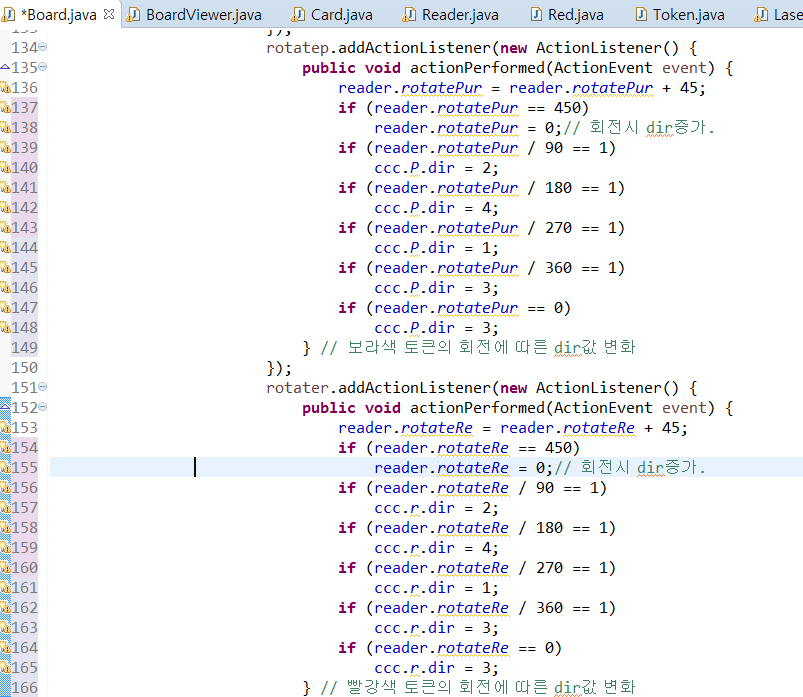 *Board.java BoardViewer.java Card.java Reader.java Red.java Token.java Lase
133 });
134 rotatep.addActionListener(new ActionListener() {
135 public void actionPerformed(ActionEvent event) {
136 reader.rotatePur = reader.rotatePur + 45;
137 if (reader.rotatePur == 450)
138 reader.rotatePur = 0;// 회전시 dir증가.
139 if (reader.rotatePur / 90 == 1)
140 ccc.P.dir = 2;
141 if (reader.rotatePur / 180 == 1)
142 ccc.P.dir = 4;
143 if (reader.rotatePur / 270 == 1)
144 ccc.P.dir = 1;
145 if (reader.rotatePur / 360 == 1)
146 ccc.P.dir = 3;
147 if (reader.rotatePur == 0)
148 ccc.P.dir = 3;
149 } // 보라색 토큰의 회전에 따른 dir값 변화
150 });
151 rotater.addActionListener(new ActionListener() {
152 public void actionPerformed(ActionEvent event) {
153 reader.rotateRe = reader.rotateRe + 45;
154 if (reader.rotateRe == 450)
155 reader.rotateRe = 0;// 회전시 dir증가.
156 if (reader.rotateRe / 90 == 1)
157 ccc.r.dir = 2;
158 if (reader.rotateRe / 180 == 1)
159 ccc.r.dir = 4;
160 if (reader.rotateRe / 270 == 1)
161 ccc.r.dir = 1;
162 if (reader.rotateRe / 360 == 1)
163 ccc.r.dir = 3;
164 if (reader.rotateRe == 0)
165 ccc.r.dir = 3;
166 } // 빨강색 토큰의 회전에 따른 dir값 변화